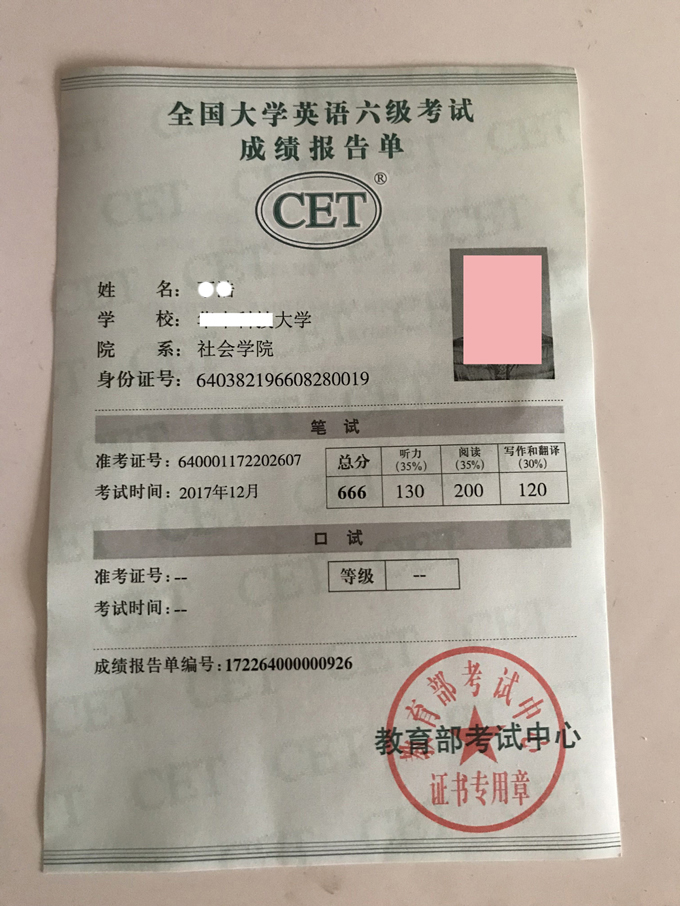 全国大学英语六级考试
成绩报告单
CET®
姓 名：
学 校： 大学
院 系： 社会学院
身份证号： 640382196608280019
笔 试
准考证号：640001172202607
考试时间：2017年12月
总分 听力(35%) 阅读(35%) 写作和翻译(30%)
666 130 200 120
口 试
准考证号：--
考试时间：--
等级 --
成绩报告单编号：172264000000926
教育部考试中心
教育部考试中心
证书专用章